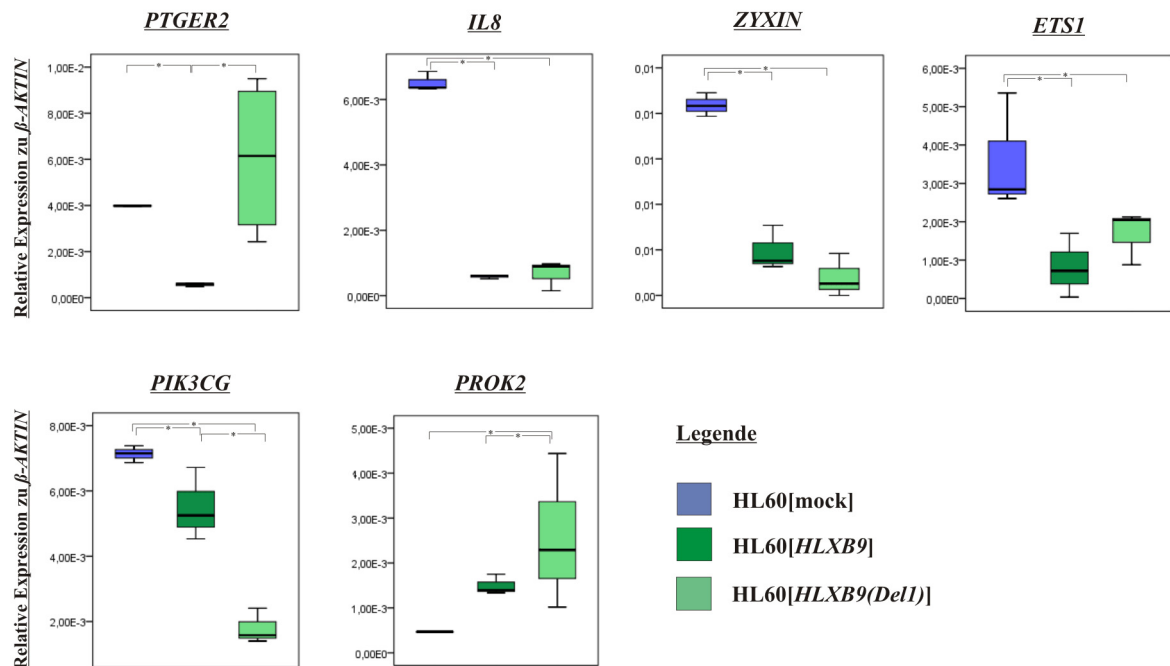 PTGER2
IL8
ZYXIN
ETS1
Relative Expression zu β-AKTIN
1,00E-2
8,00E-3
6,00E-3
4,00E-3
2,00E-3
0,00E0
* *
6,00E-3
4,00E-3
2,00E-3
0,00E0
*
*
0,01
0,01
0,01
0,01
0,01
0,00
*
*
6,00E-3
5,00E-3
4,00E-3
3,00E-3
2,00E-3
1,00E-3
0,00E0
*
*
PIK3CG
PROK2
Relative Expression zu β-AKTIN
8,00E-3
6,00E-3
4,00E-3
2,00E-3
*
* *
5,00E-3
4,00E-3
3,00E-3
2,00E-3
1,00E-3
0,00E0
*
*
Legende
HL60[mock]
HL60[HLXB9]
HL60[HLXB9(Del1)]